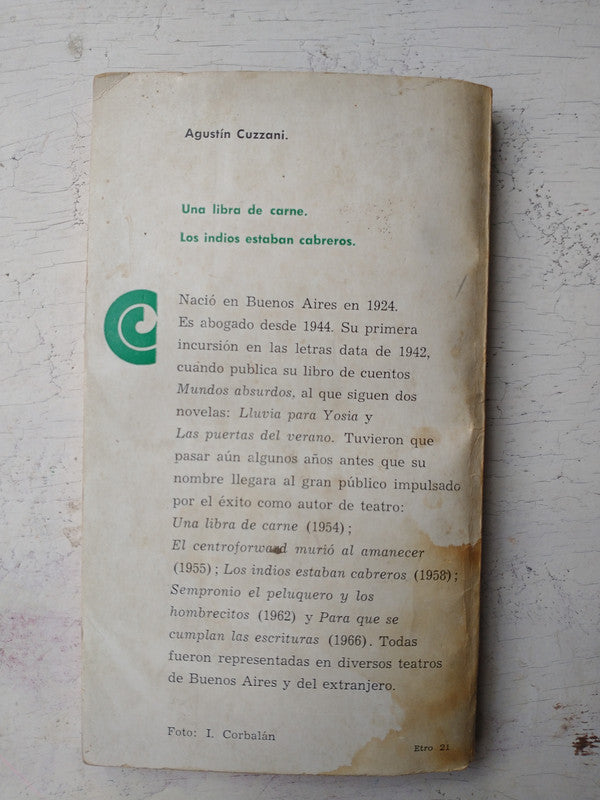 Agustín Cuzzani.
Una libra de carne.
Los indios estaban cabreros.
Nació en Buenos Aires en 1924.
Es abogado desde 1944. Su primera
incursión en las letras data de 1942,
cuando publica su libro de cuentos
Mundos absurdos, al que siguen dos
novelas: Lluvia para Yosia y
Las puertas del verano. Tuvieron que
pasar aún algunos años antes que su
nombre llegara al gran público impulsado
por el éxito como autor de teatro:
Una libra de carne (1954);
El centroforward murió al amanecer
(1955); Los indios estaban cabreros (1958);
Sempronio el peluquero y los
hombrecitos (1962) y Para que se
cumplan las escrituras (1966). Todas
fueron representadas en diversos teatros
de Buenos Aires y del extranjero.
Foto: I. Corbalán
Etro 21